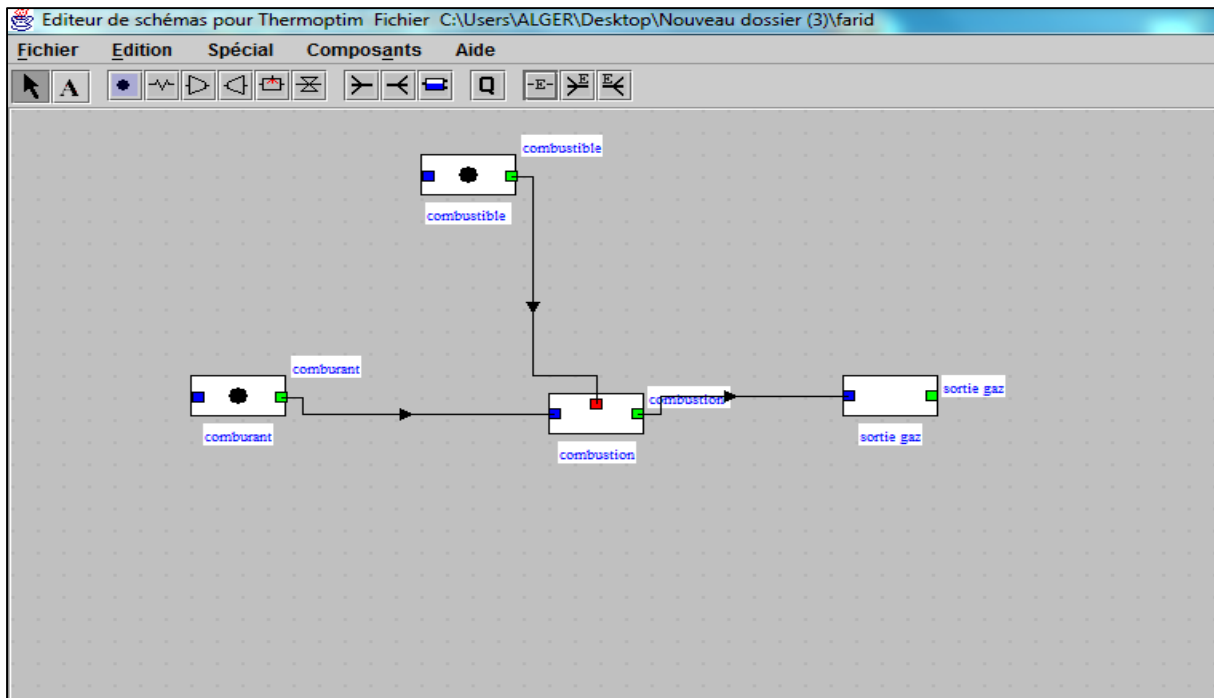 Editeur de schémas pour Thermoptim Fichier C:\Users\ALGER\Desktop\Nouveau dossier (3)\farid
Fichier Edition Spécial Composants Aide
A Q -E- E E
combustible
combustible
comburant
comburant
combustion
combustion
sortie gaz
sortie gaz